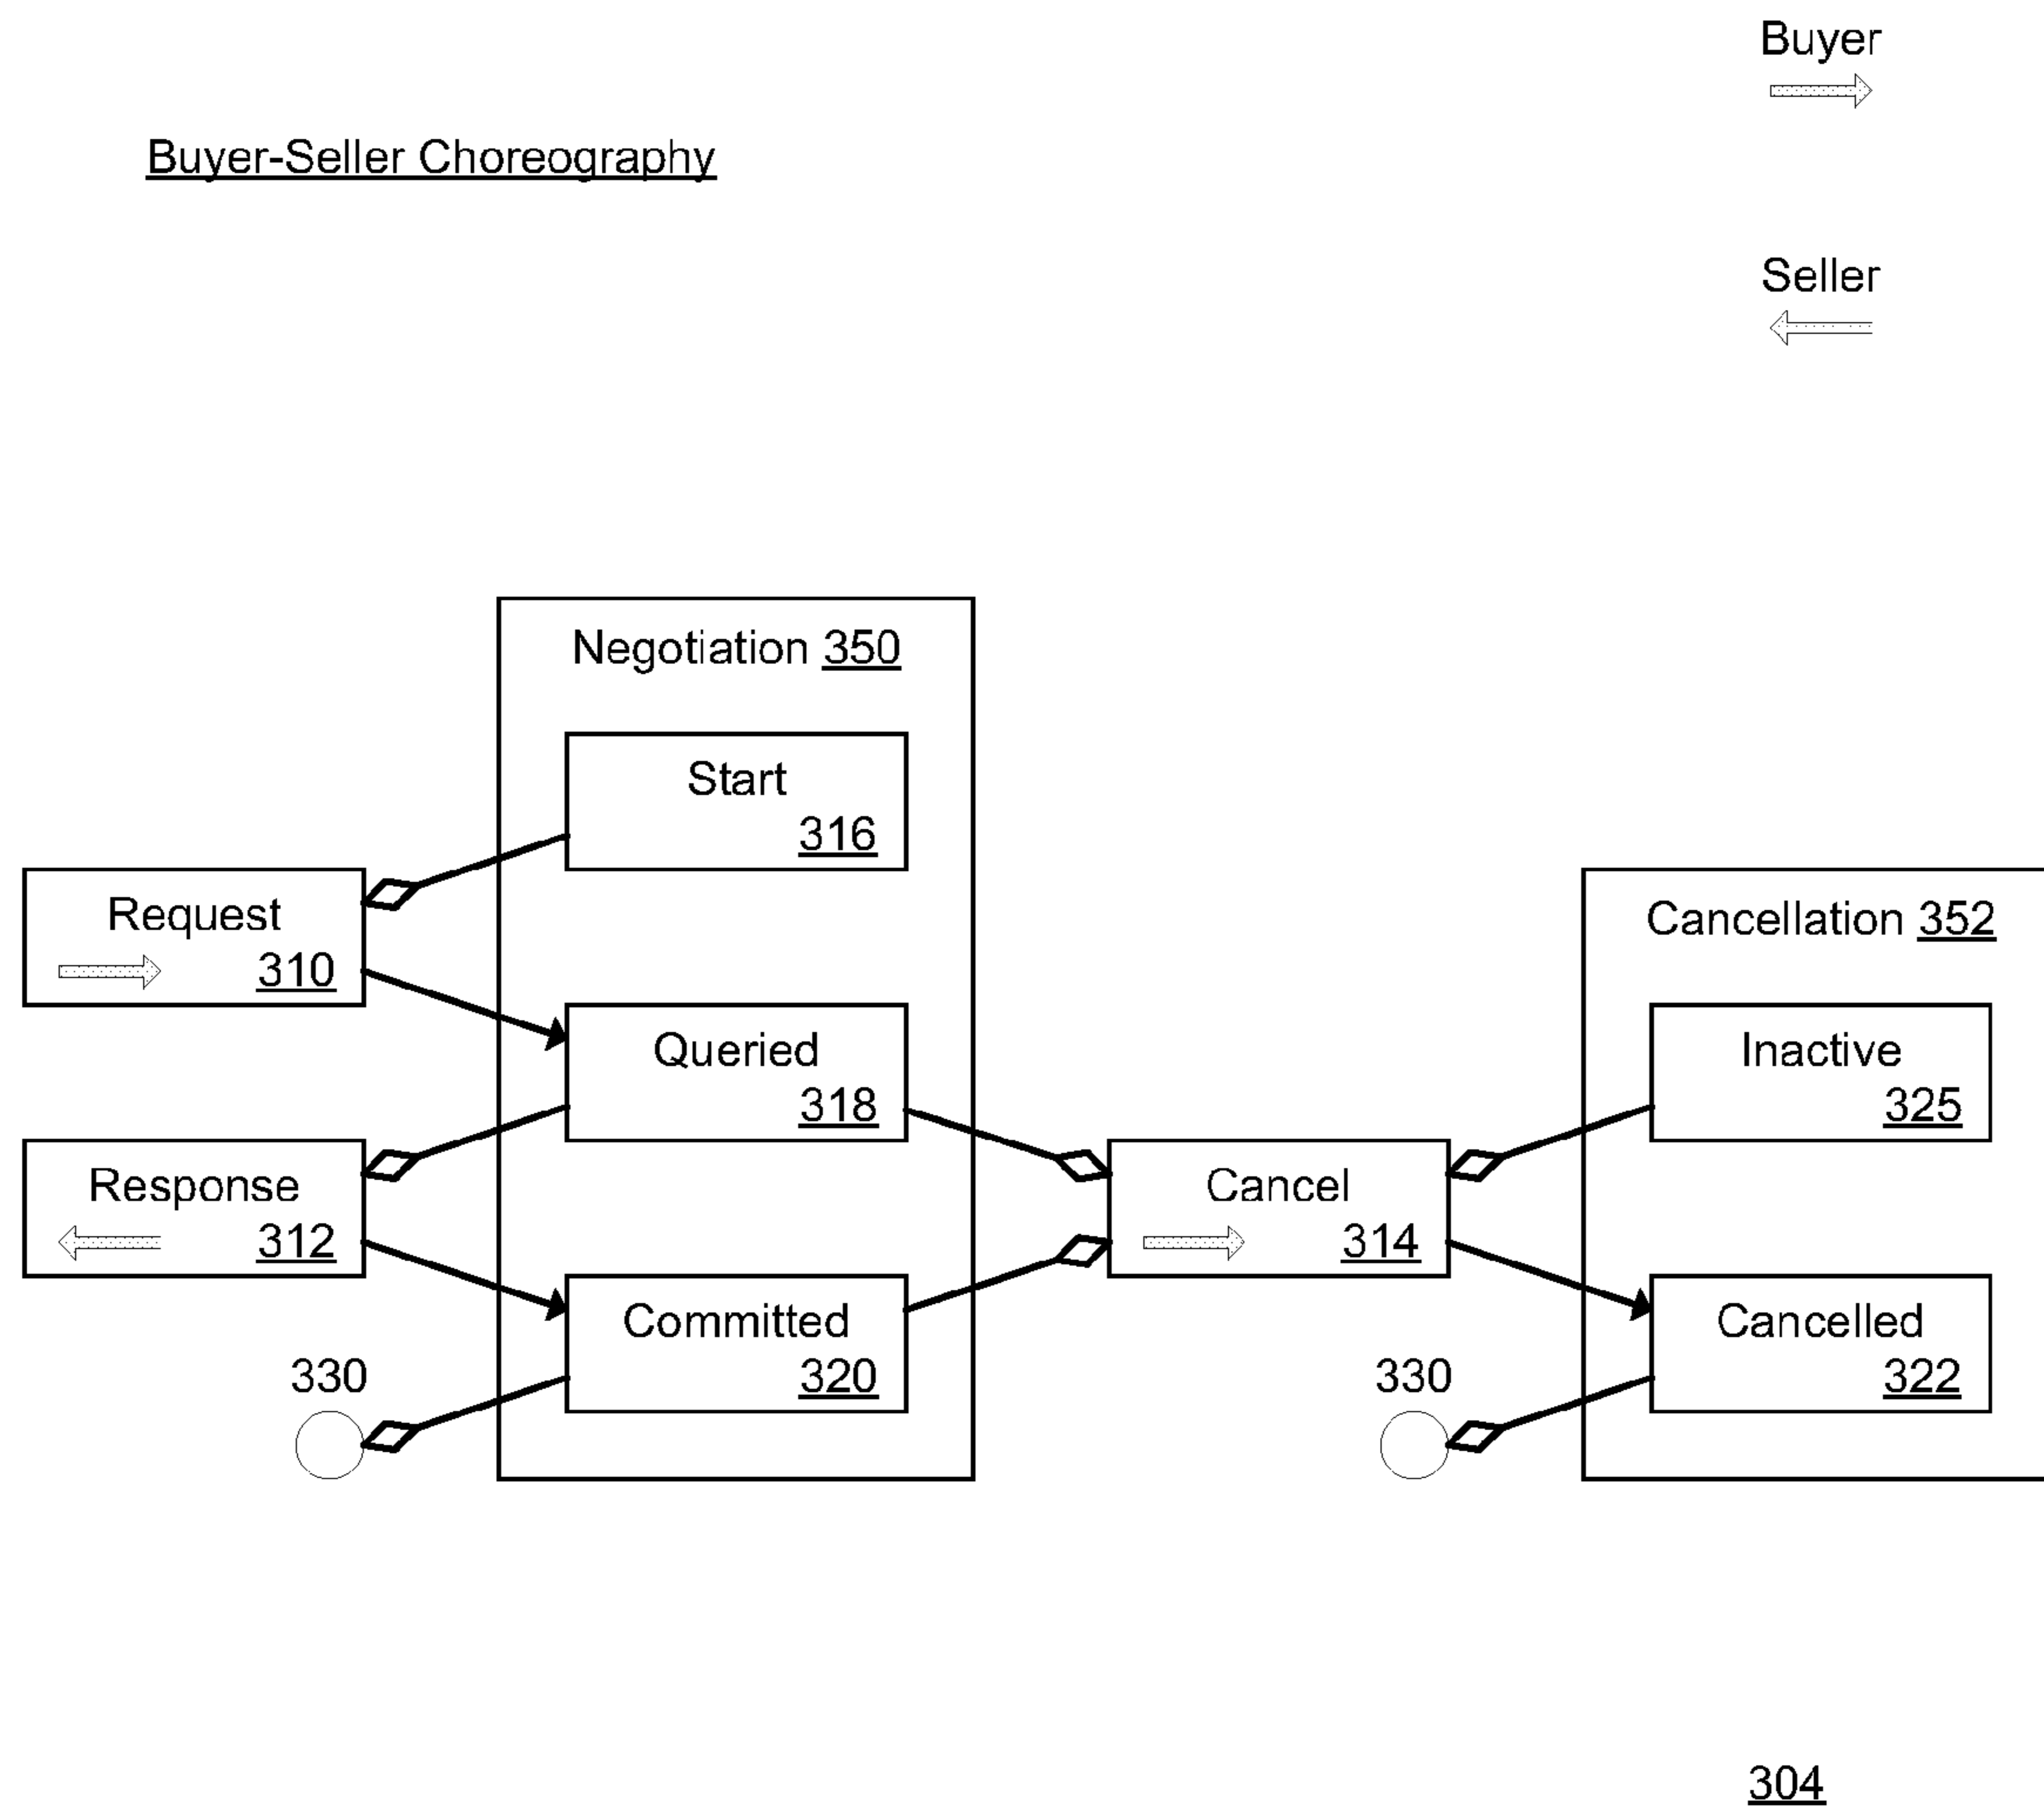 Buyer
Buyer-Seller Choreography
Seller
Negotiation 350
Start
316
Request
310
Cancellation 352
Queried
318
Inactive
325
Response
312
Cancel
314
Committed
320
Cancelled
322
330
330
304